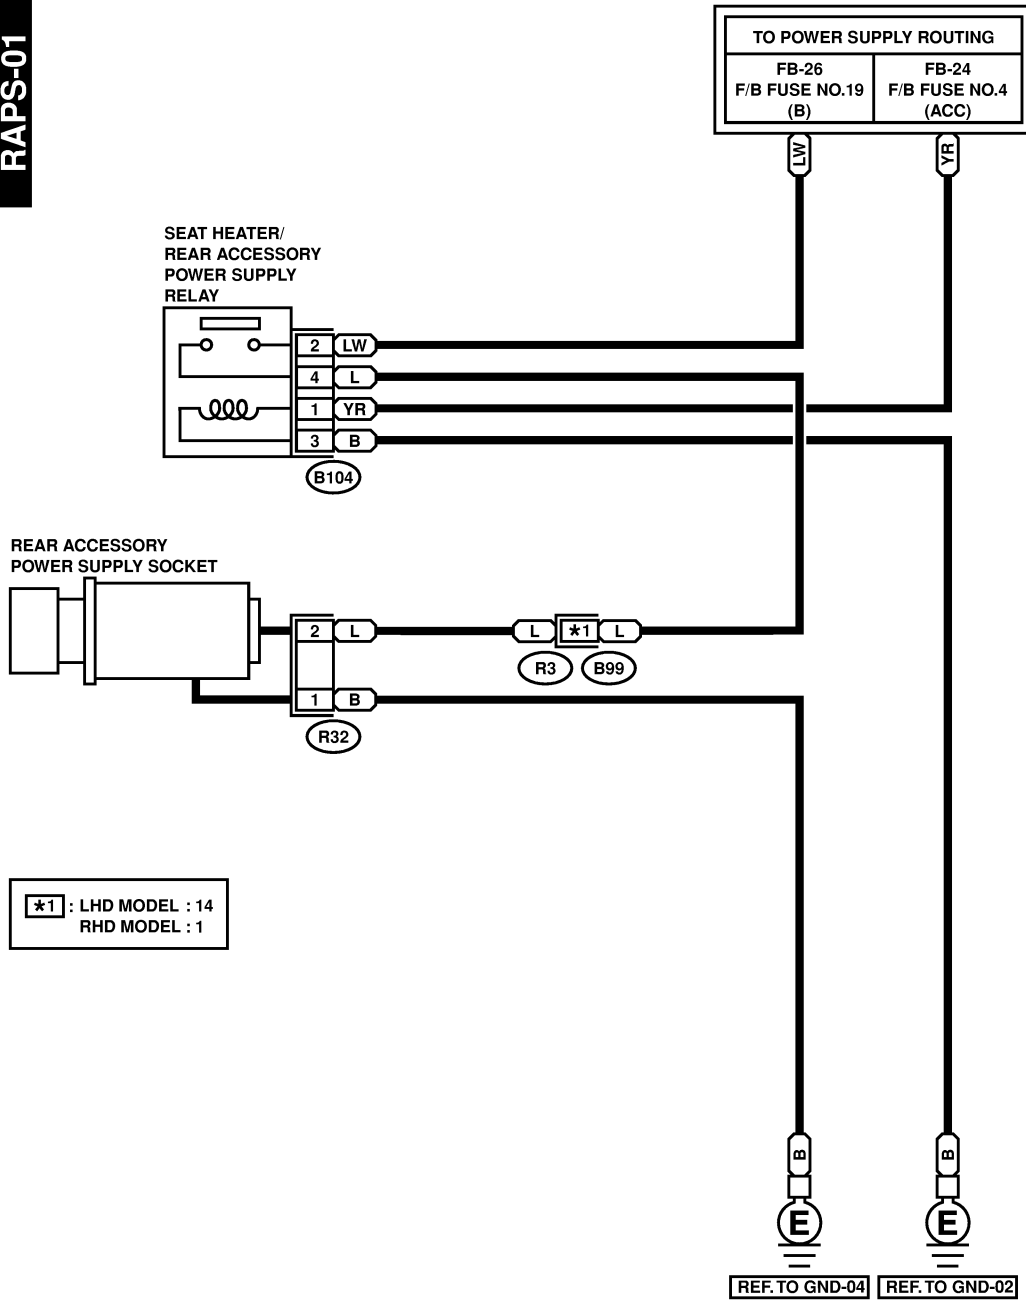 RAPS-01
TO POWER SUPPLY ROUTING
FB-26
F/B FUSE NO.19
(B)
FB-24
F/B FUSE NO.4
(ACC)
LW
YR
SEAT HEATER/
REAR ACCESSORY
POWER SUPPLY
RELAY
2 LW
4 L
1 YR
3 B
B104
REAR ACCESSORY
POWER SUPPLY SOCKET
2 L
L *1 L
R3 B99
1 B
R32
*1 : LHD MODEL : 14
RHD MODEL : 1
B
B
E
E
REF. TO GND-04
REF. TO GND-02